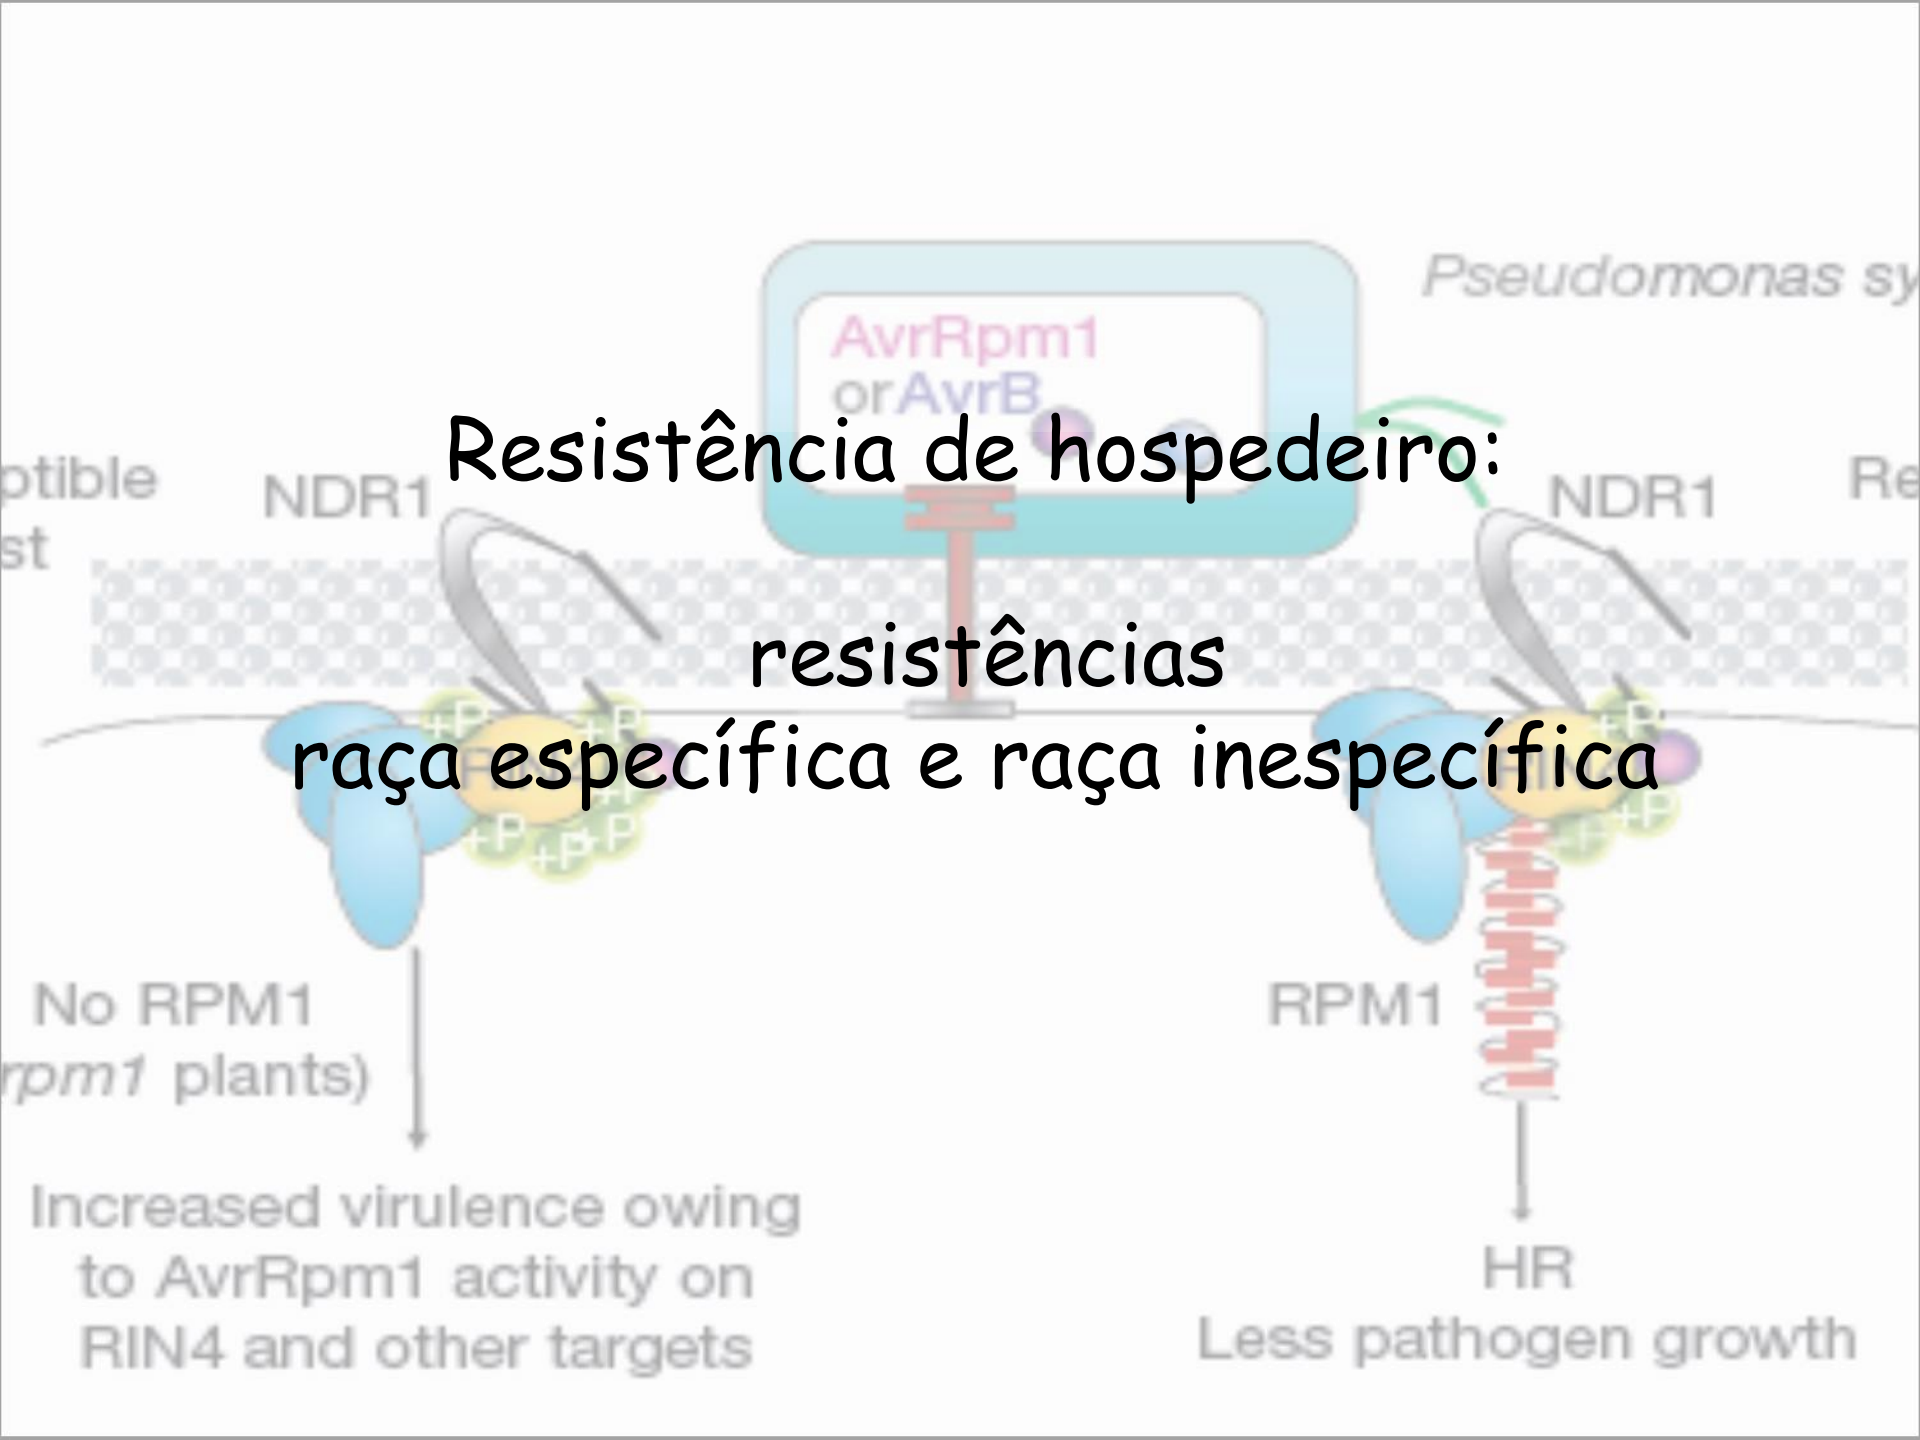 Pseudomonas sy
AvrRpm1
or AvrB
Resistência de hospedeiro:
ptible
st
NDR1
NDR1
Re
resistências
raça específica e raça inespecífica
+P
+P
+P
+P
+P
+P
+P
No RPM1
rpm1 plants)
RPM1
Increased virulence owing
to AvrRpm1 activity on
RIN4 and other targets
HR
Less pathogen growth